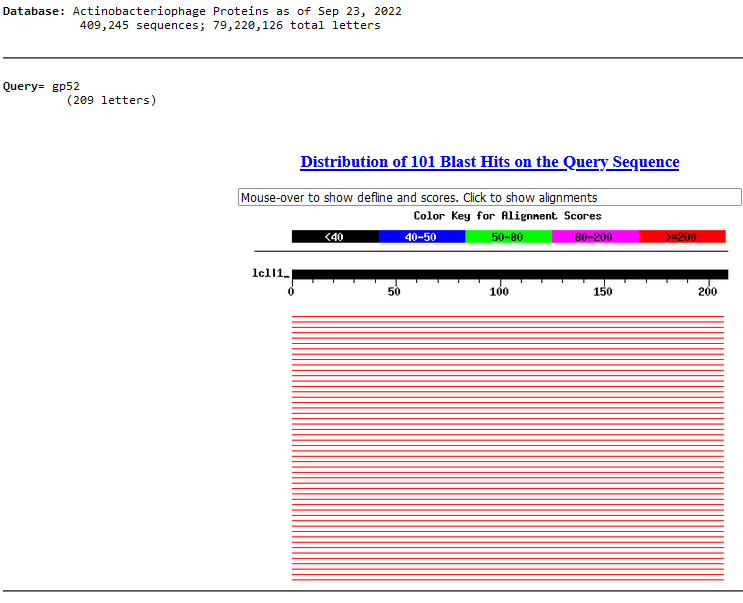 Database: Actinobacteriophage Proteins as of Sep 23, 2022
409,245 sequences; 79,220,126 total letters
Query= gp52
(209 letters)
Distribution of 101 Blast Hits on the Query Sequence
Mouse-over to show defline and scores. Click to show alignments
Color Key for Alignment Scores
<40 40-50 50-80 80-200 >=200
lcl|1_
0 50 100 150 200